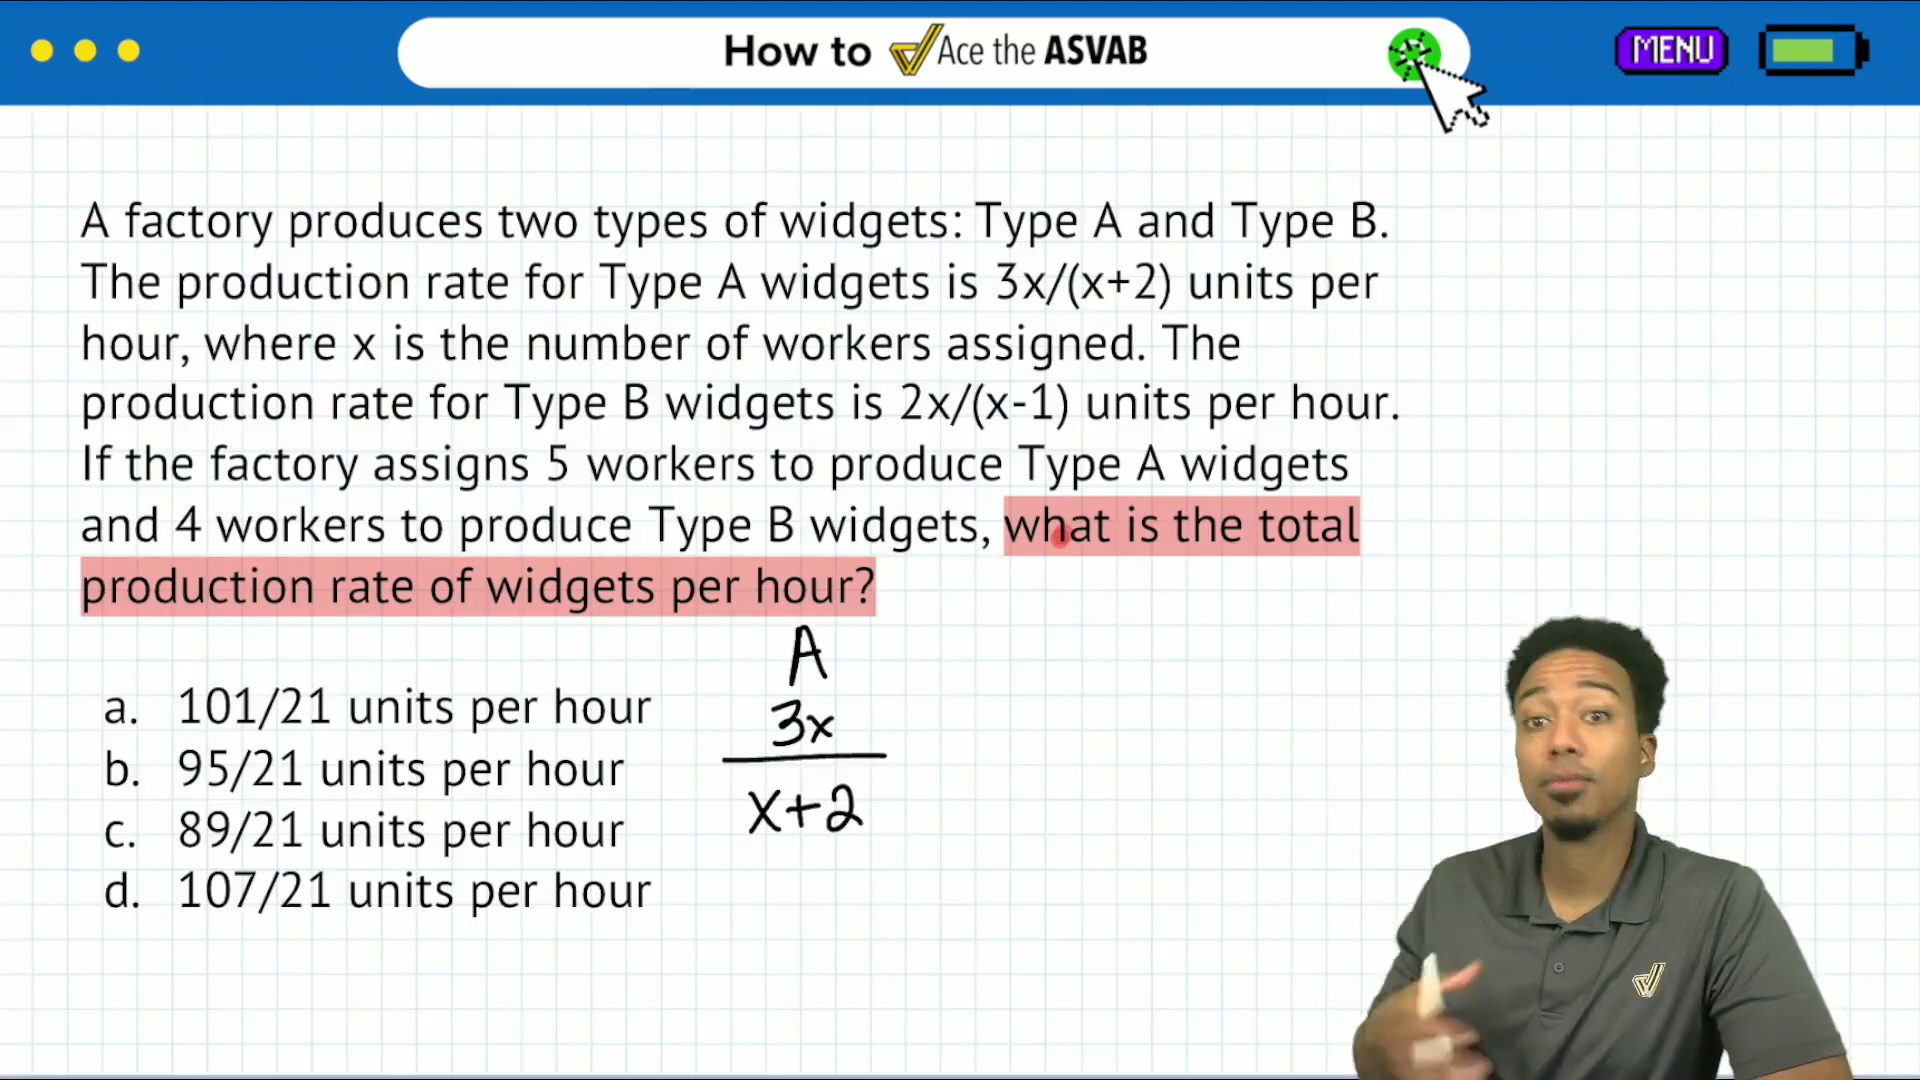 How to Ace the ASVAB
MENU
A factory produces two types of widgets: Type A and Type B.
The production rate for Type A widgets is 3x/(x+2) units per
hour, where x is the number of workers assigned. The
production rate for Type B widgets is 2x/(x-1) units per hour.
If the factory assigns 5 workers to produce Type A widgets
and 4 workers to produce Type B widgets, what is the total
production rate of widgets per hour?
a. 101/21 units per hour
b. 95/21 units per hour
c. 89/21 units per hour
d. 107/21 units per hour
A
3x
x+2